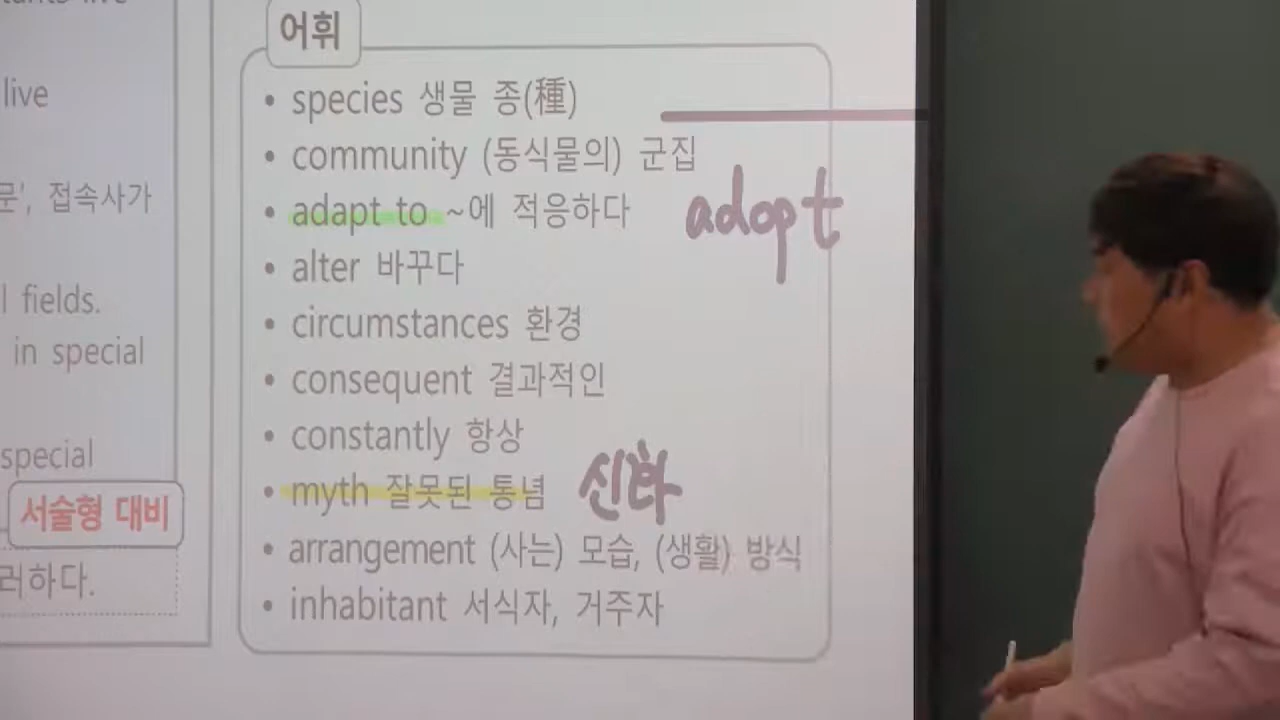 live
문', 접속사가
l fields.
in special
special
서술형 대비
러하다.
어휘
• species 생물 종(種)
• community (동식물의) 군집
• adapt to ~에 적응하다
adopt
• alter 바꾸다
• circumstances 환경
• consequent 결과적인
• constantly 항상
• myth 잘못된 통념
신화
• arrangement (사는) 모습, (생활) 방식
• inhabitant 서식자, 거주자